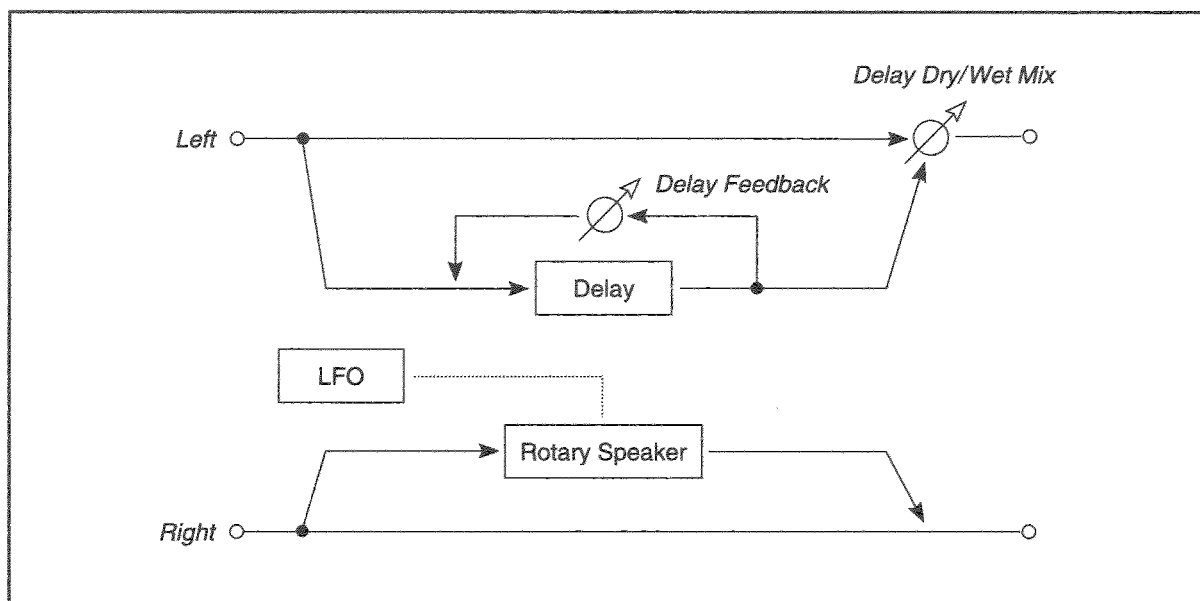 Delay Dry/Wet Mix
Left
Delay Feedback
Delay
LFO
Rotary Speaker
Right